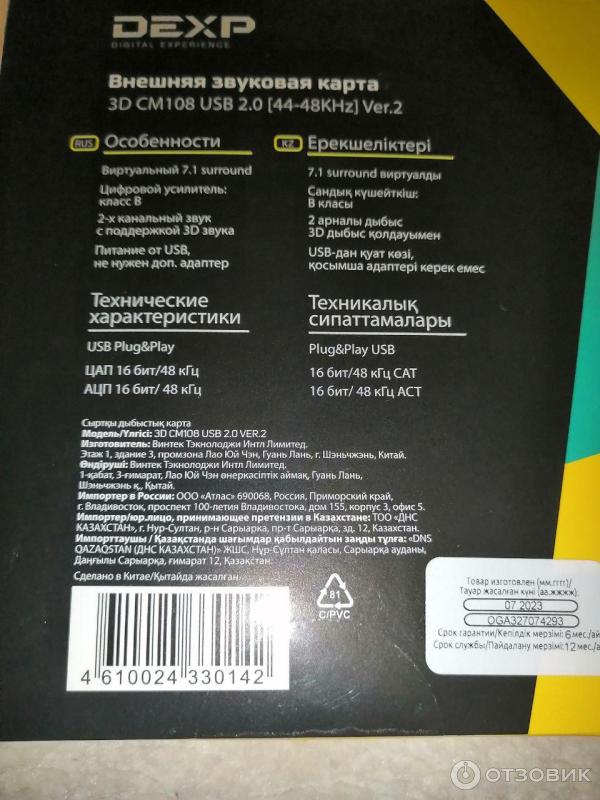 DEXP
DIGITAL EXPERIENCE
Внешняя звуковая карта
3D CM108 USB 2.0 [44-48KHz] Ver.2
RUS Особенности
Виртуальный 7.1 surround
Цифровой усилитель:
класс В
2-х канальный звук
с поддержкой 3D звука
Питание от USB,
не нужен доп. адаптер
Технические
характеристики
USB Plug&Play
ЦАП 16 бит/48 кГц
АЦП 16 бит/ 48 кГц
KZ Ерекшеліктері
7.1 surround виртуалды
Сандық күшейткіш:
В класы
2 арналы дыбыс
3D дыбыс қолдауымен
USB-дан қуат көзі,
қосымша адаптері керек емес
Техникалық
сипаттамалары
Plug&Play USB
16 бит/48 кГц САТ
16 бит/ 48 кГц АСТ
Сыртқы дыбыстық карта
Модель/Үлгісі: 3D CM108 USB 2.0 VER.2
Изготовитель: Винтек Тэкнолоджи Интл Лимитед.
Этаж 1, здание 3, промзона Лао Юй Чэн, Гуань Лань, г. Шэньчжэнь, Китай.
Өндіруші: Винтек Тэкнолоджи Интл Лимитед.
1-қабат, 3-ғимарат, Лао Юй Чэн өнеркәсіптік аймақ, Гуань Лань,
Шэньчжэнь қ., Қытай.
Импортер в России: ООО «Атлас» 690068, Россия, Приморский край,
г. Владивосток, проспект 100-летия Владивостока, дом 155, корпус 3, офис 5.
Импортер/юр.лицо, принимающее претензии в Казахстане: ТОО «ДНС
КАЗАХСТАН», г. Нур-Султан, р-н Сарыарка, пр-т Сарыарка, зд. 12, Казахстан.
Импорттаушы / Қазақстанда шағымдар қабылдайтын заңды тұлға: «DNS
QAZAQSTAN (ДНС КАЗАХСТАН)» ЖШС, Нұр-Сұлтан қаласы, Сарыарқа ауданы,
Даңғылы Сарыарқа, ғимарат 12, Қазақстан.
Сделано в Китае/Қытайда жасалған.
4 610024 330142
81
C/PVC
Товар изготовлен (мм.гггг)/
Тауар жасалған күні (аа.жжжж):
07.2023
OGA327074293
Срок гарантии/Кепілдік мерзімі: 6 мес./ай
Срок службы/Пайдалану мерзімі: 12 мес./а
ОТЗОВИК